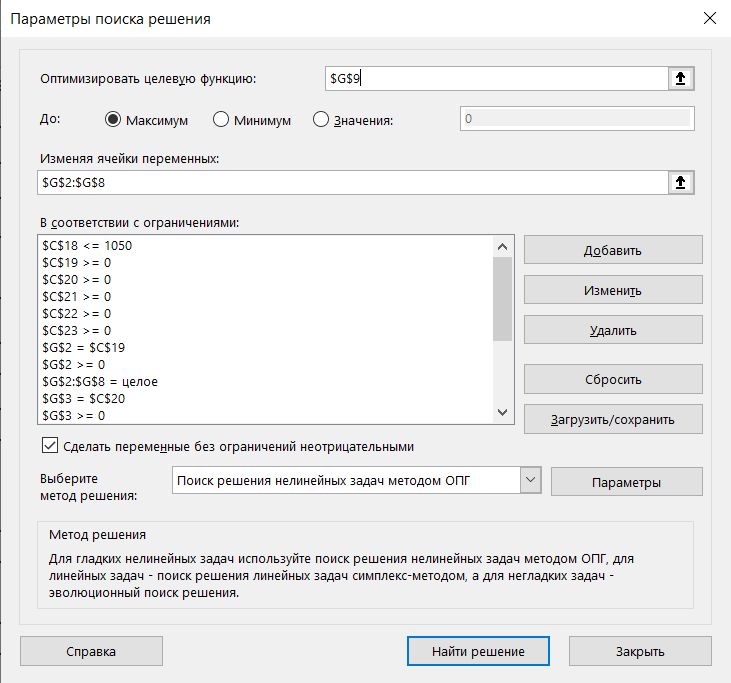 Параметры поиска решения
Оптимизировать целевую функцию:
$G$9
До:
Максимум
Минимум
Значения:
0
Изменяя ячейки переменных:
$G$2:$G$8
В соответствии с ограничениями:
$C$18 <= 1050
$C$19 >= 0
$C$20 >= 0
$C$21 >= 0
$C$22 >= 0
$C$23 >= 0
$G$2 = $C$19
$G$2 >= 0
$G$2:$G$8 = целое
$G$3 = $C$20
$G$3 >= 0
Добавить
Изменить
Удалить
Сбросить
Загрузить/сохранить
Сделать переменные без ограничений неотрицательными
Выберите
метод решения:
Поиск решения нелинейных задач методом ОПГ
Параметры
Метод решения
Для гладких нелинейных задач используйте поиск решения нелинейных задач методом ОПГ, для
линейных задач - поиск решения линейных задач симплекс-методом, а для негладких задач -
эволюционный поиск решения.
Справка
Найти решение
Закрыть